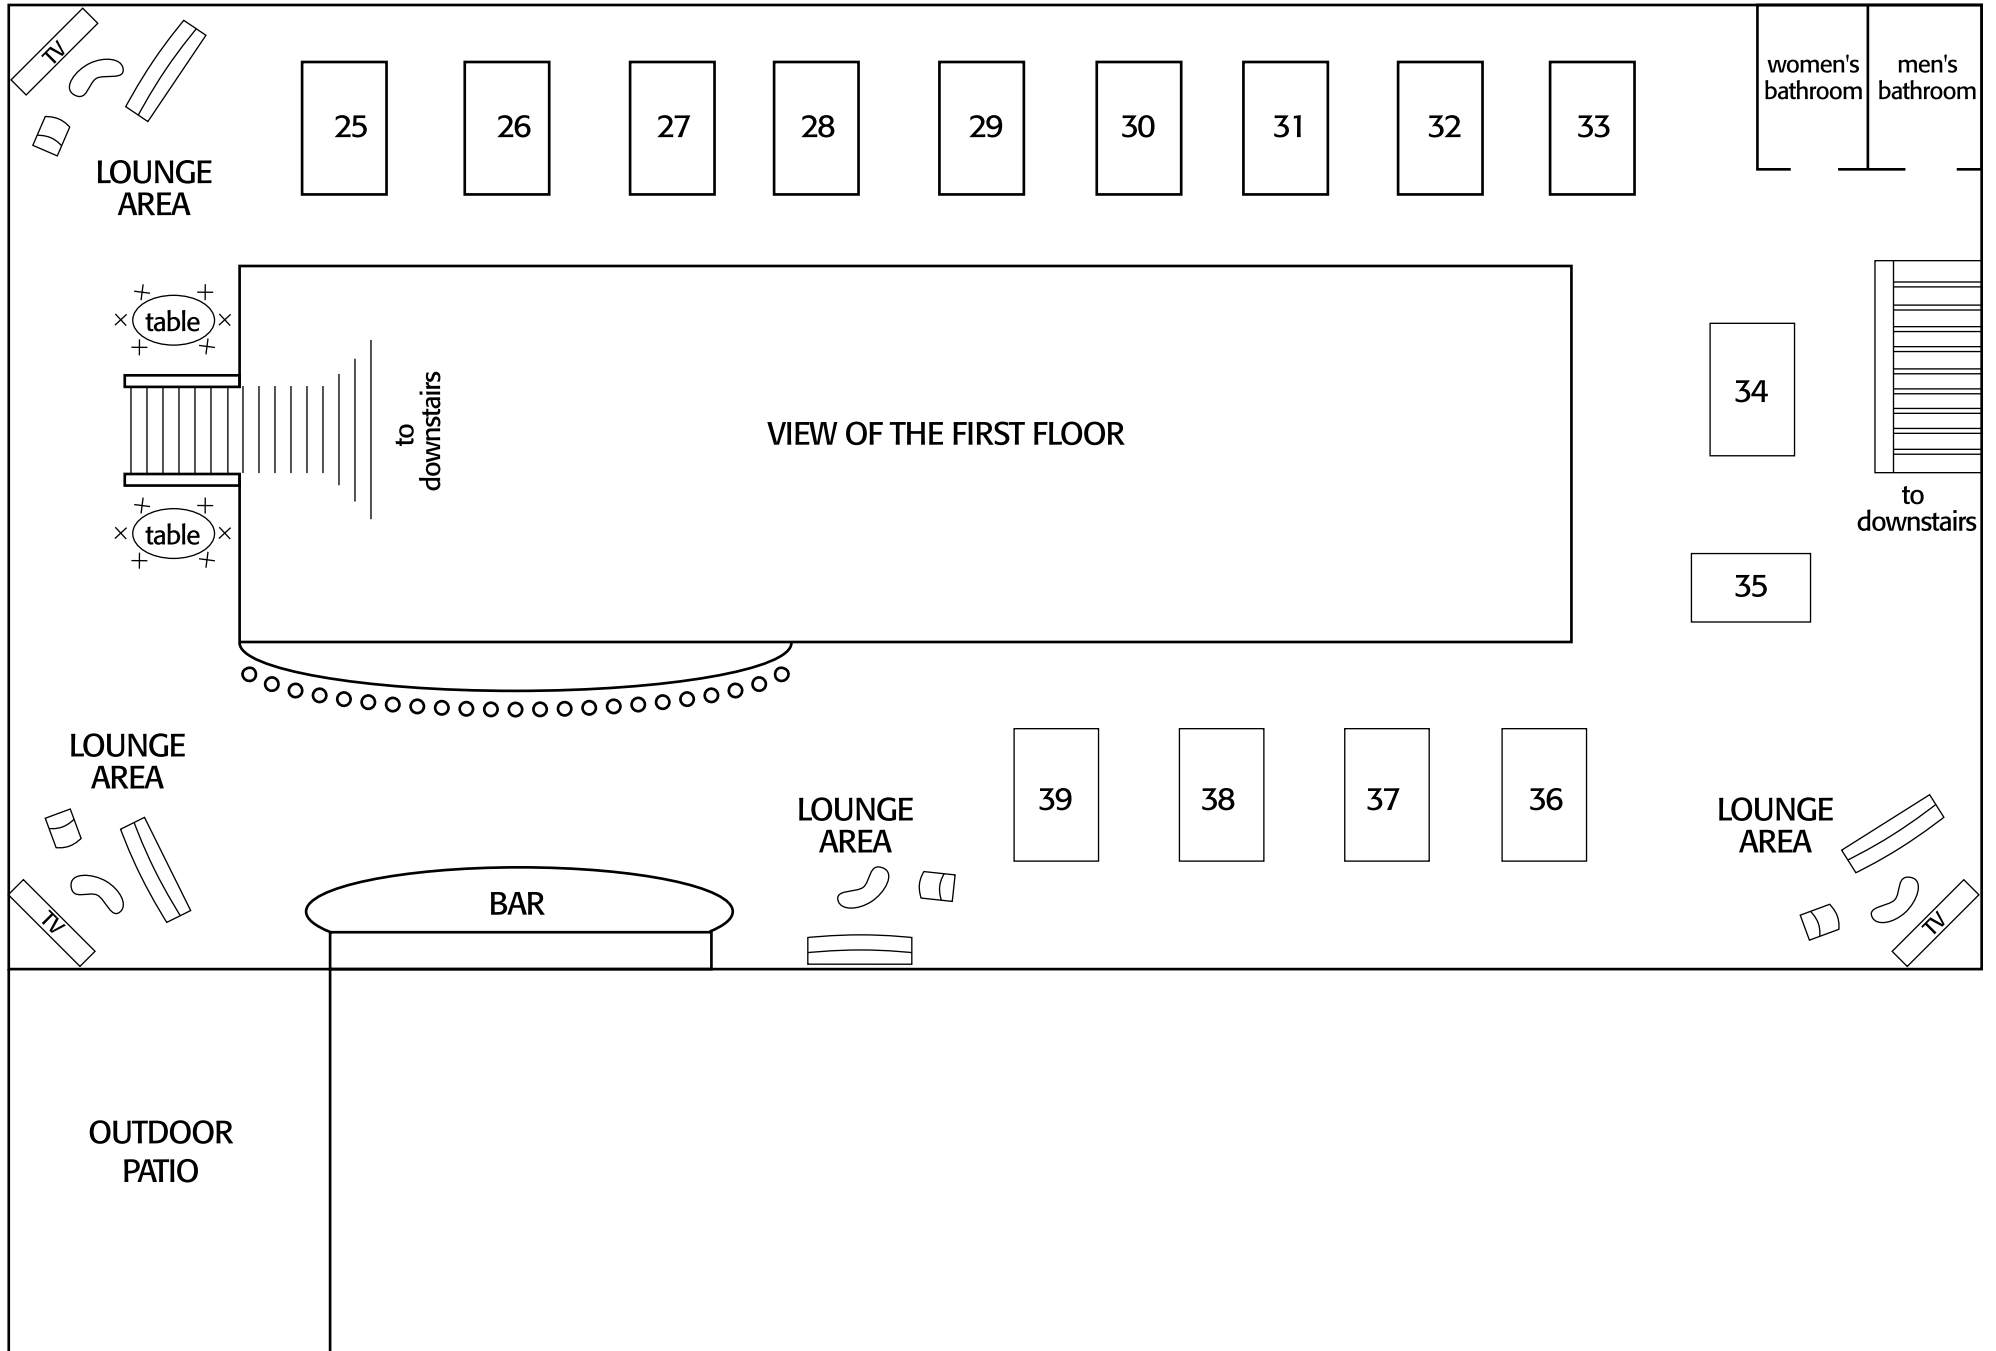 TV
women's
bathroom
men's
bathroom
25
26
27
28
29
30
31
32
33
LOUNGE
AREA
table
to
downstairs
VIEW OF THE FIRST FLOOR
34
to
downstairs
table
35
LOUNGE
AREA
39
38
37
36
LOUNGE
AREA
LOUNGE
AREA
TV
BAR
TV
OUTDOOR
PATIO